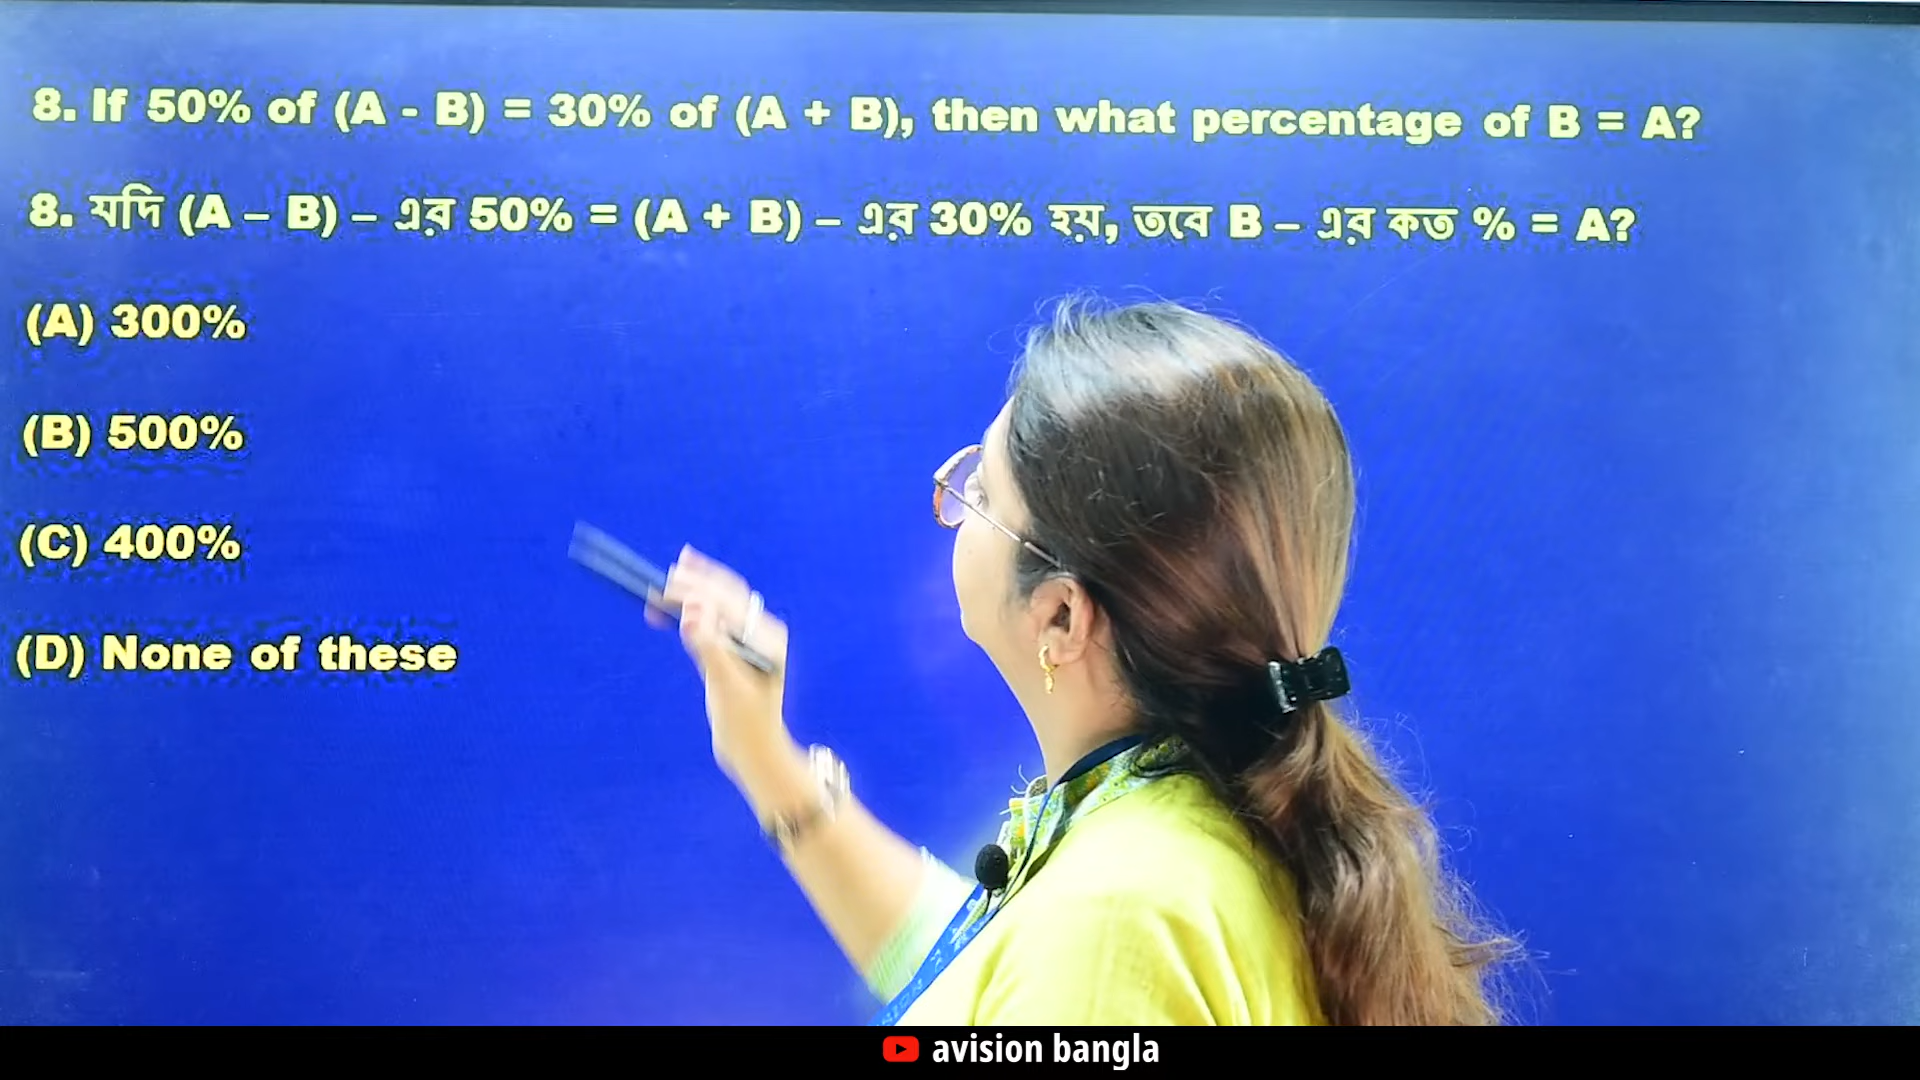 8. If 50% of (A - B) = 30% of (A + B), then what percentage of B = A?
8. যদি (A – B) – এর 50% = (A + B) – এর 30% হয়, তবে B – এর কত % = A?
(A) 300%
(B) 500%
(C) 400%
(D) None of these
avision bangla